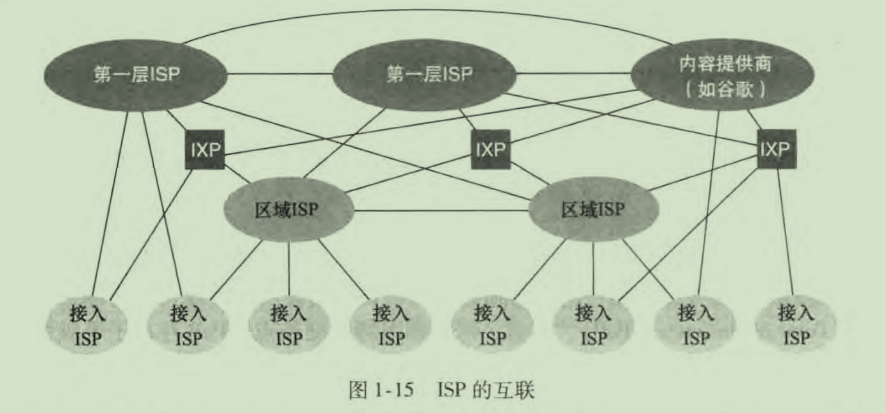 第一层ISP
第一层ISP
内容提供商
（如谷歌）
IXP
IXP
IXP
区域ISP
区域ISP
接入
ISP
接入
ISP
接入
ISP
接入
ISP
接入
ISP
接入
ISP
接入
ISP
接入
ISP
图 1-15 ISP 的互联